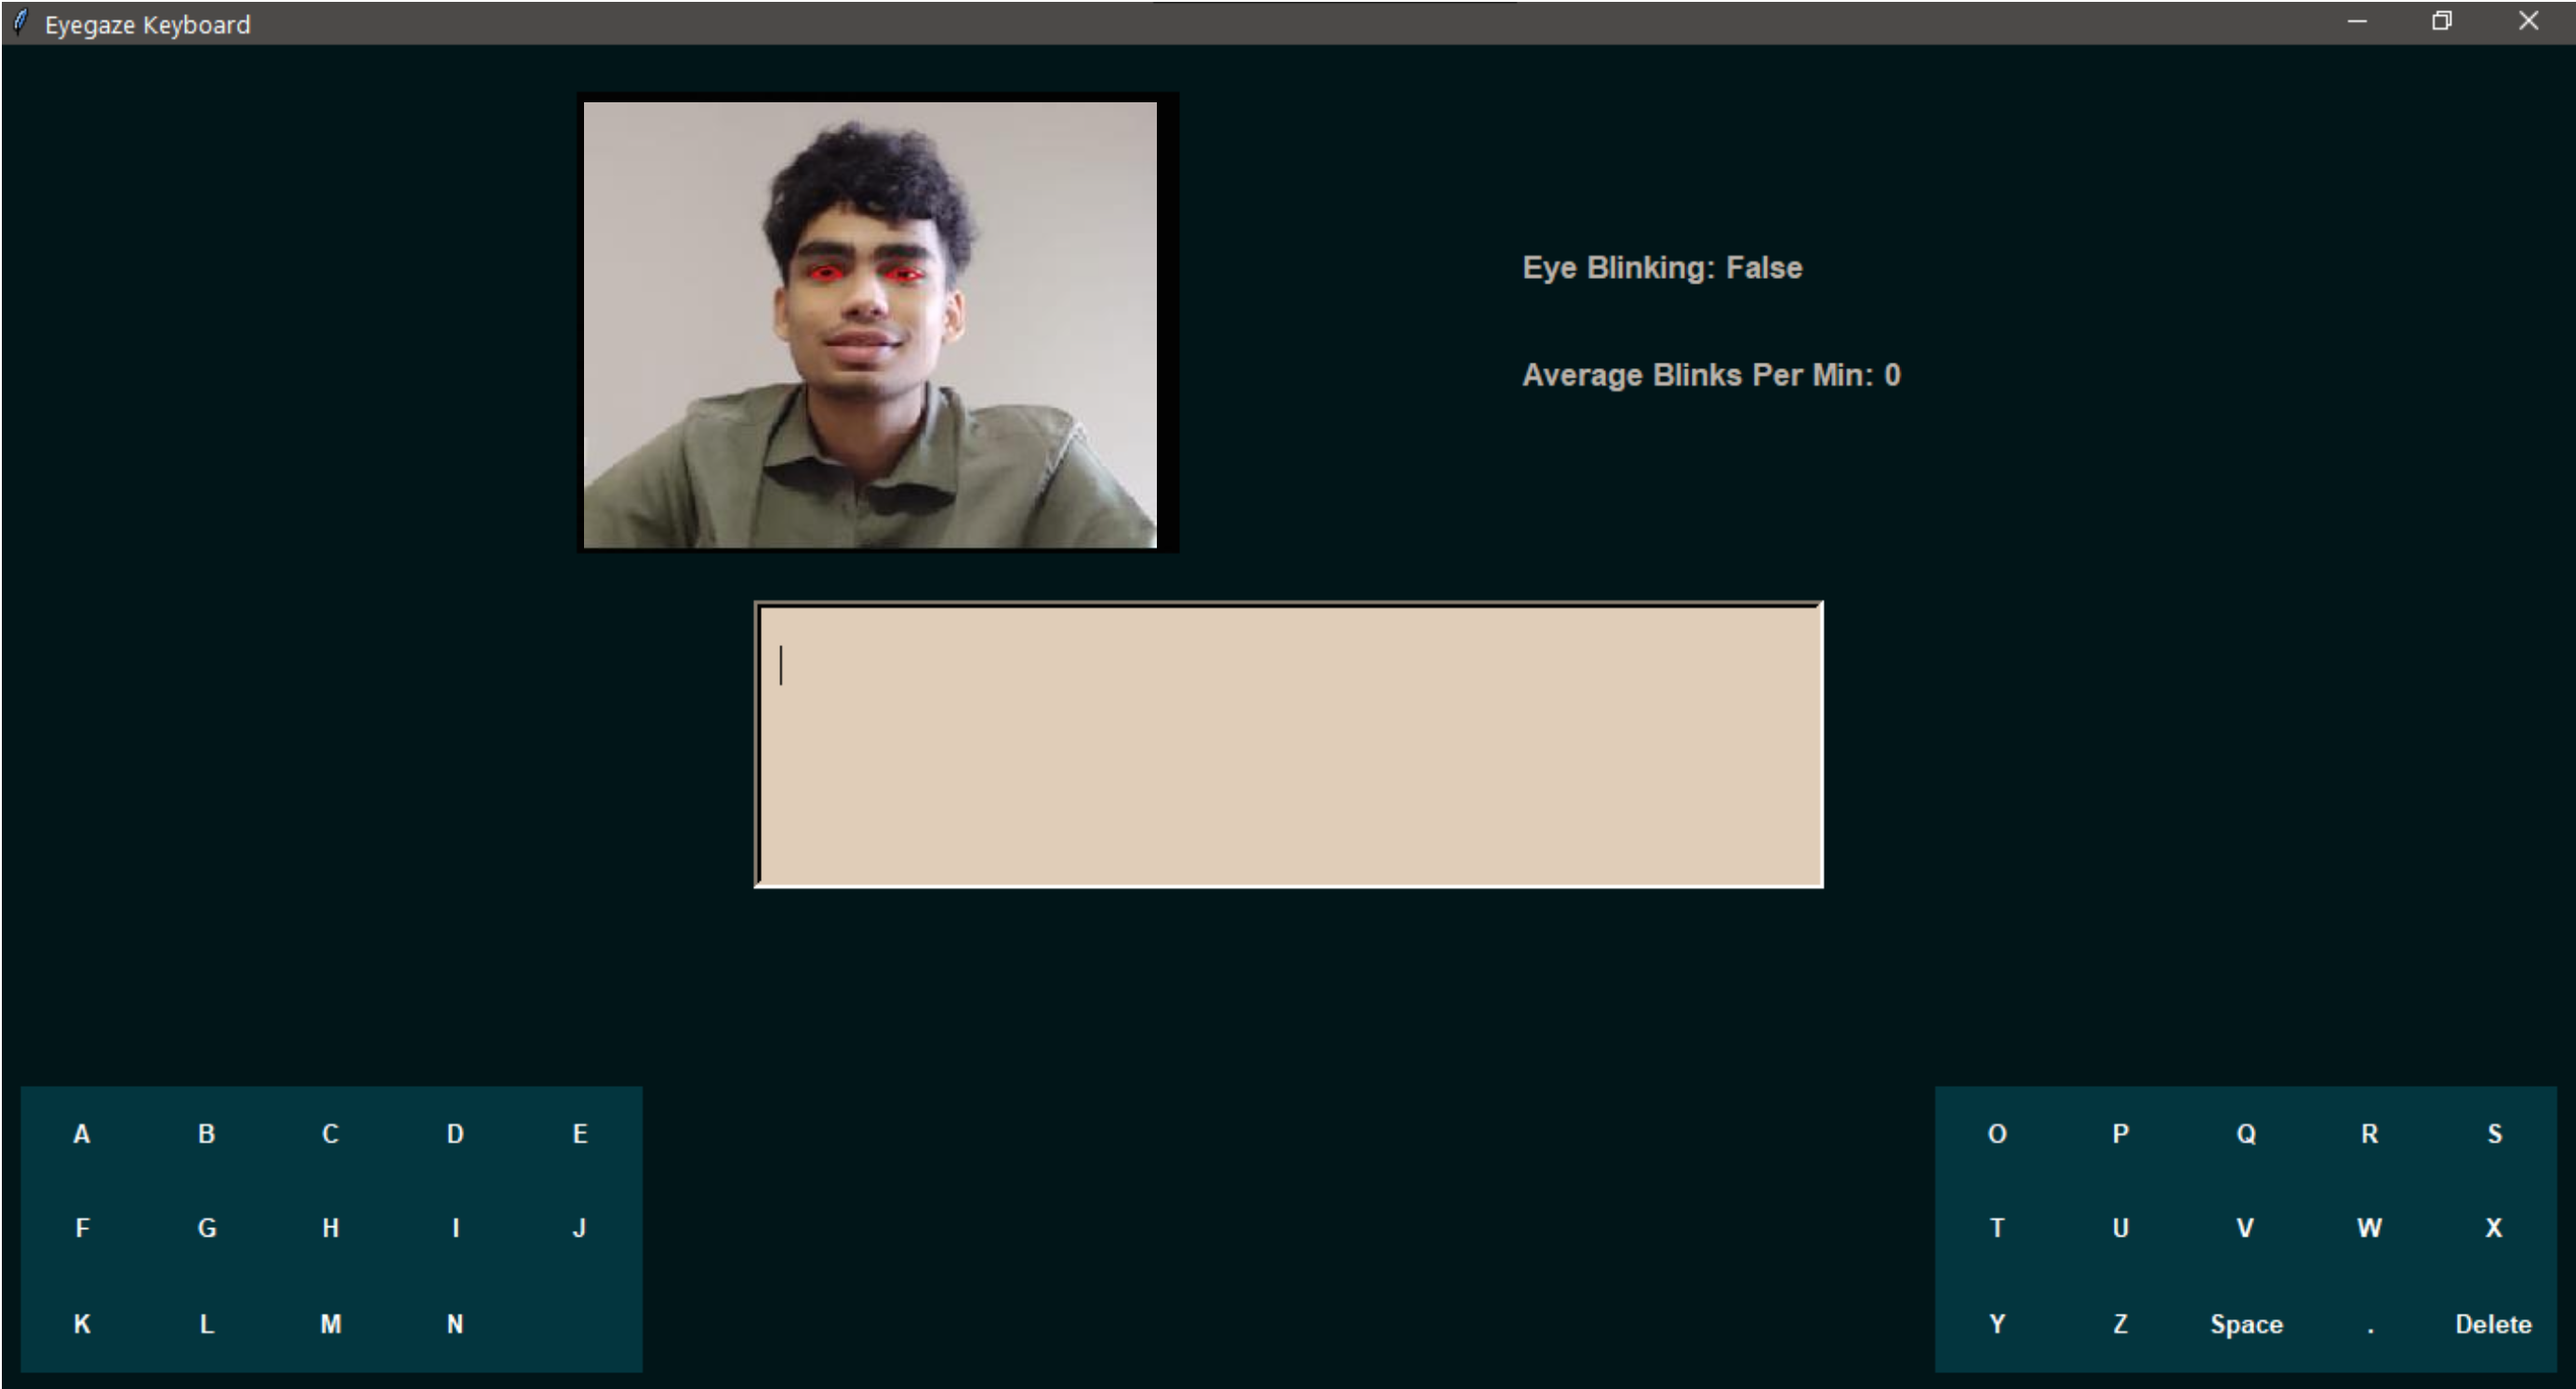 Eyegaze Keyboard
Eye Blinking: False
Average Blinks Per Min: 0
A B C D E
F G H I J
K L M N
O P Q R S
T U V W X
Y Z Space . Delete